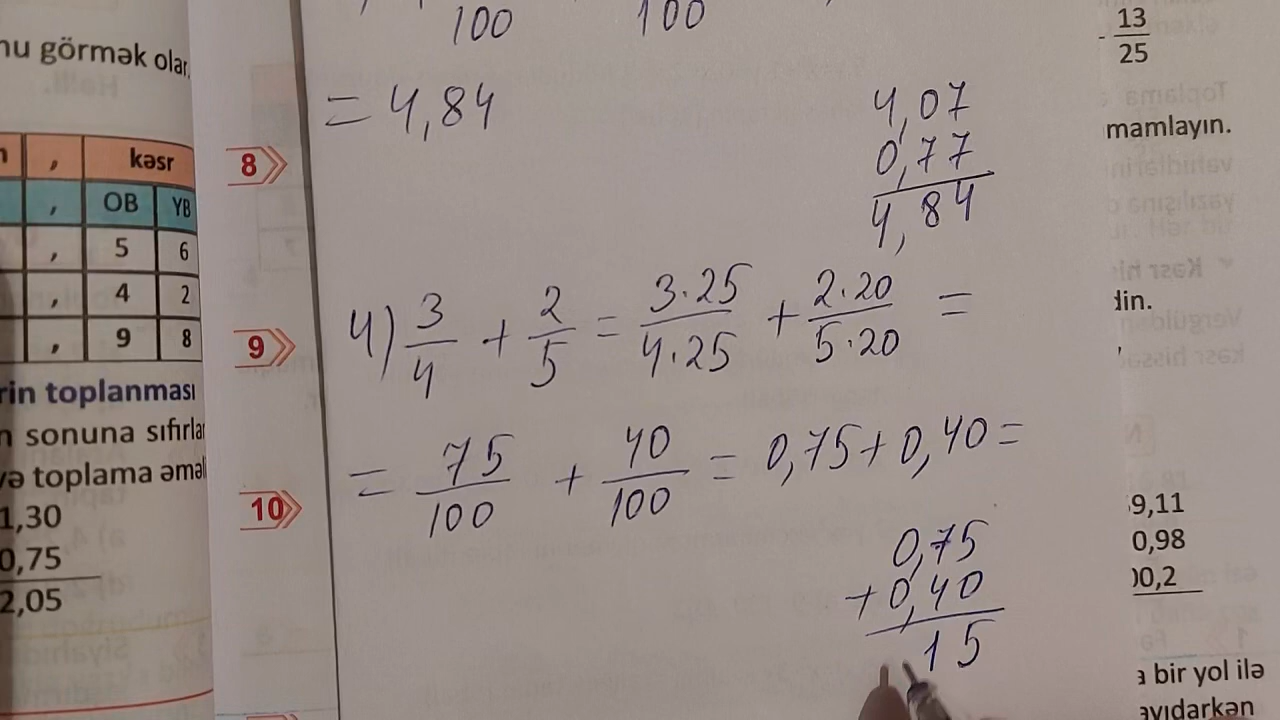 nu görmək olar.
, kəsr
, OB YB
, 5 6
, 4 2
, 9 8
rin toplanması
n sonuna sıfırlar
və toplama əməl
1,30
0,75
2,05
8
9
10
100 100
= 4,84
4,07
0,77
4,84
4) 3/4 + 2/5 = 3·25/4·25 + 2·20/5·20 =
= 75/100 + 40/100 = 0,75 + 0,40 =
0,75
+ 0,40
15
- 13/25
mamlayın.
din.
9,11
0,98
00,2
a bir yol ilə
ayıdarkən